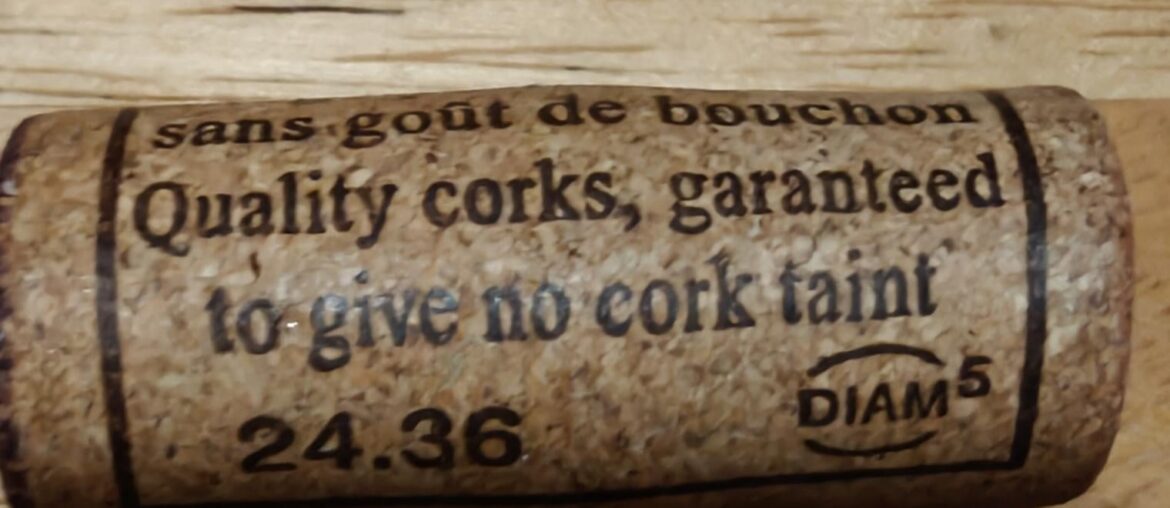 sans goût de bouchon
Quality corks, garanteed
to give no cork taint
24.36
DIAM5